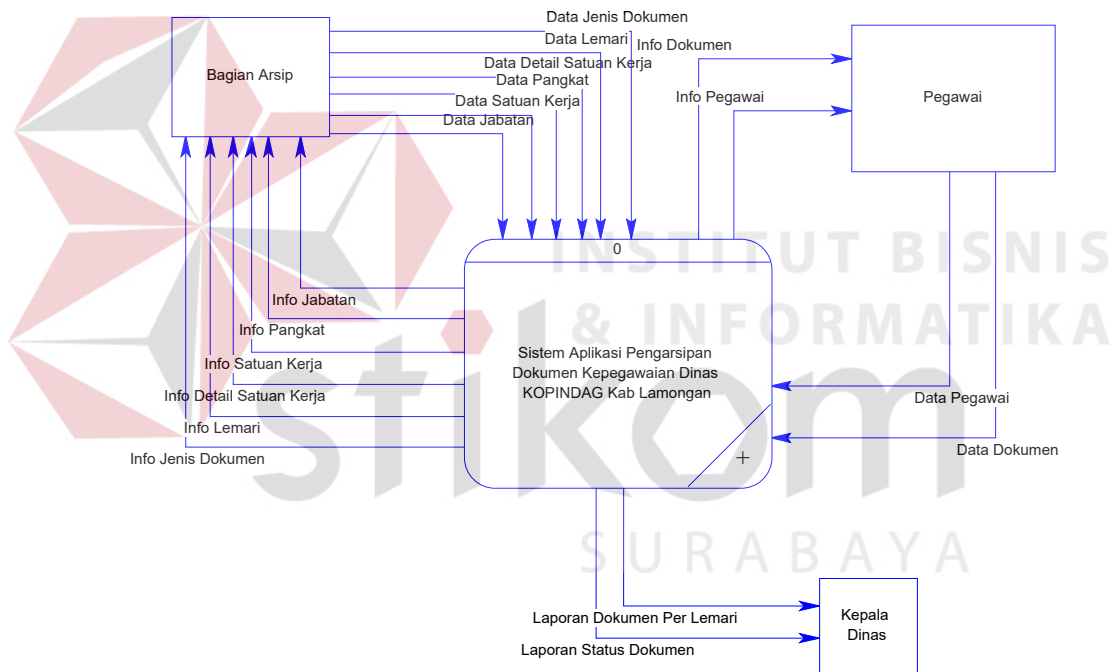 Data Jenis Dokumen
Data Lemari
Info Dokumen
Data Detail Satuan Kerja
Bagian Arsip
Data Pangkat
Info Pegawai
Pegawai
Data Satuan Kerja
Data Jabatan
0
INSTITUT BISNIS
& INFORMATIKA
stikom
SURABAYA
Info Jabatan
Info Pangkat
Info Satuan Kerja
Info Detail Satuan Kerja
Info Lemari
Info Jenis Dokumen
Sistem Aplikasi Pengarsipan
Dokumen Kepegawaian Dinas
KOPINDAG Kab Lamongan
+
Data Pegawai
Data Dokumen
Laporan Dokumen Per Lemari
Laporan Status Dokumen
Kepala
Dinas